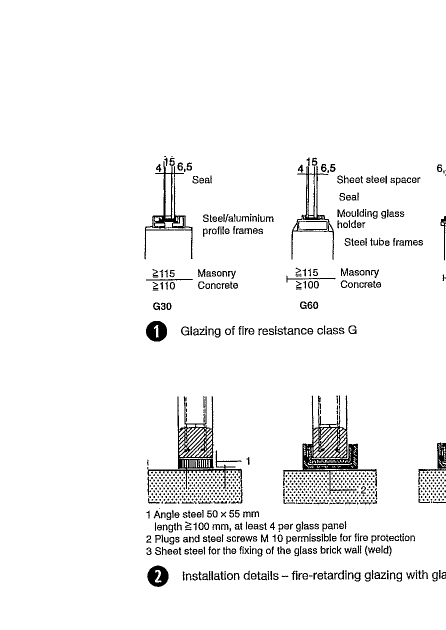 15
4 6,5
Seal
Steel/aluminium
profile frames
≧115 Masonry
≧110 Concrete
G30
15
4 6,5
Sheet steel spacer
Seal
Moulding glass
holder
Steel tube frames
≧115 Masonry
≧100 Concrete
G60
6,
1 Glazing of fire resistance class G
1
2
1 Angle steel 50 × 55 mm
length ≧100 mm, at least 4 per glass panel
2 Plugs and steel screws M 10 permissible for fire protection
3 Sheet steel for the fixing of the glass brick wall (weld)
2 Installation details – fire-retarding glazing with gla